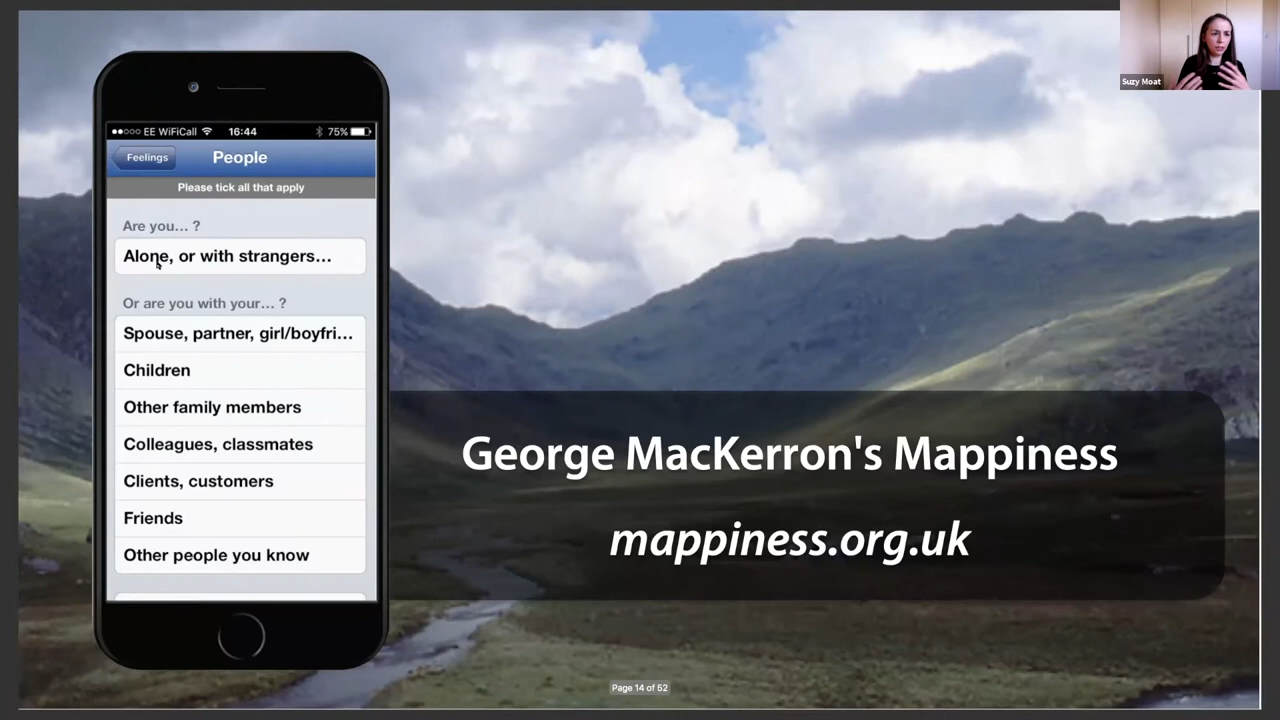 Suzy Moat
EE WiFiCall 16:44 75%
Feelings People
Please tick all that apply
Are you... ?
Alone, or with strangers...
Or are you with your... ?
Spouse, partner, girl/boyfri...
Children
Other family members
Colleagues, classmates
Clients, customers
Friends
Other people you know
George MacKerron's Mappiness
mappiness.org.uk
Page 14 of 52